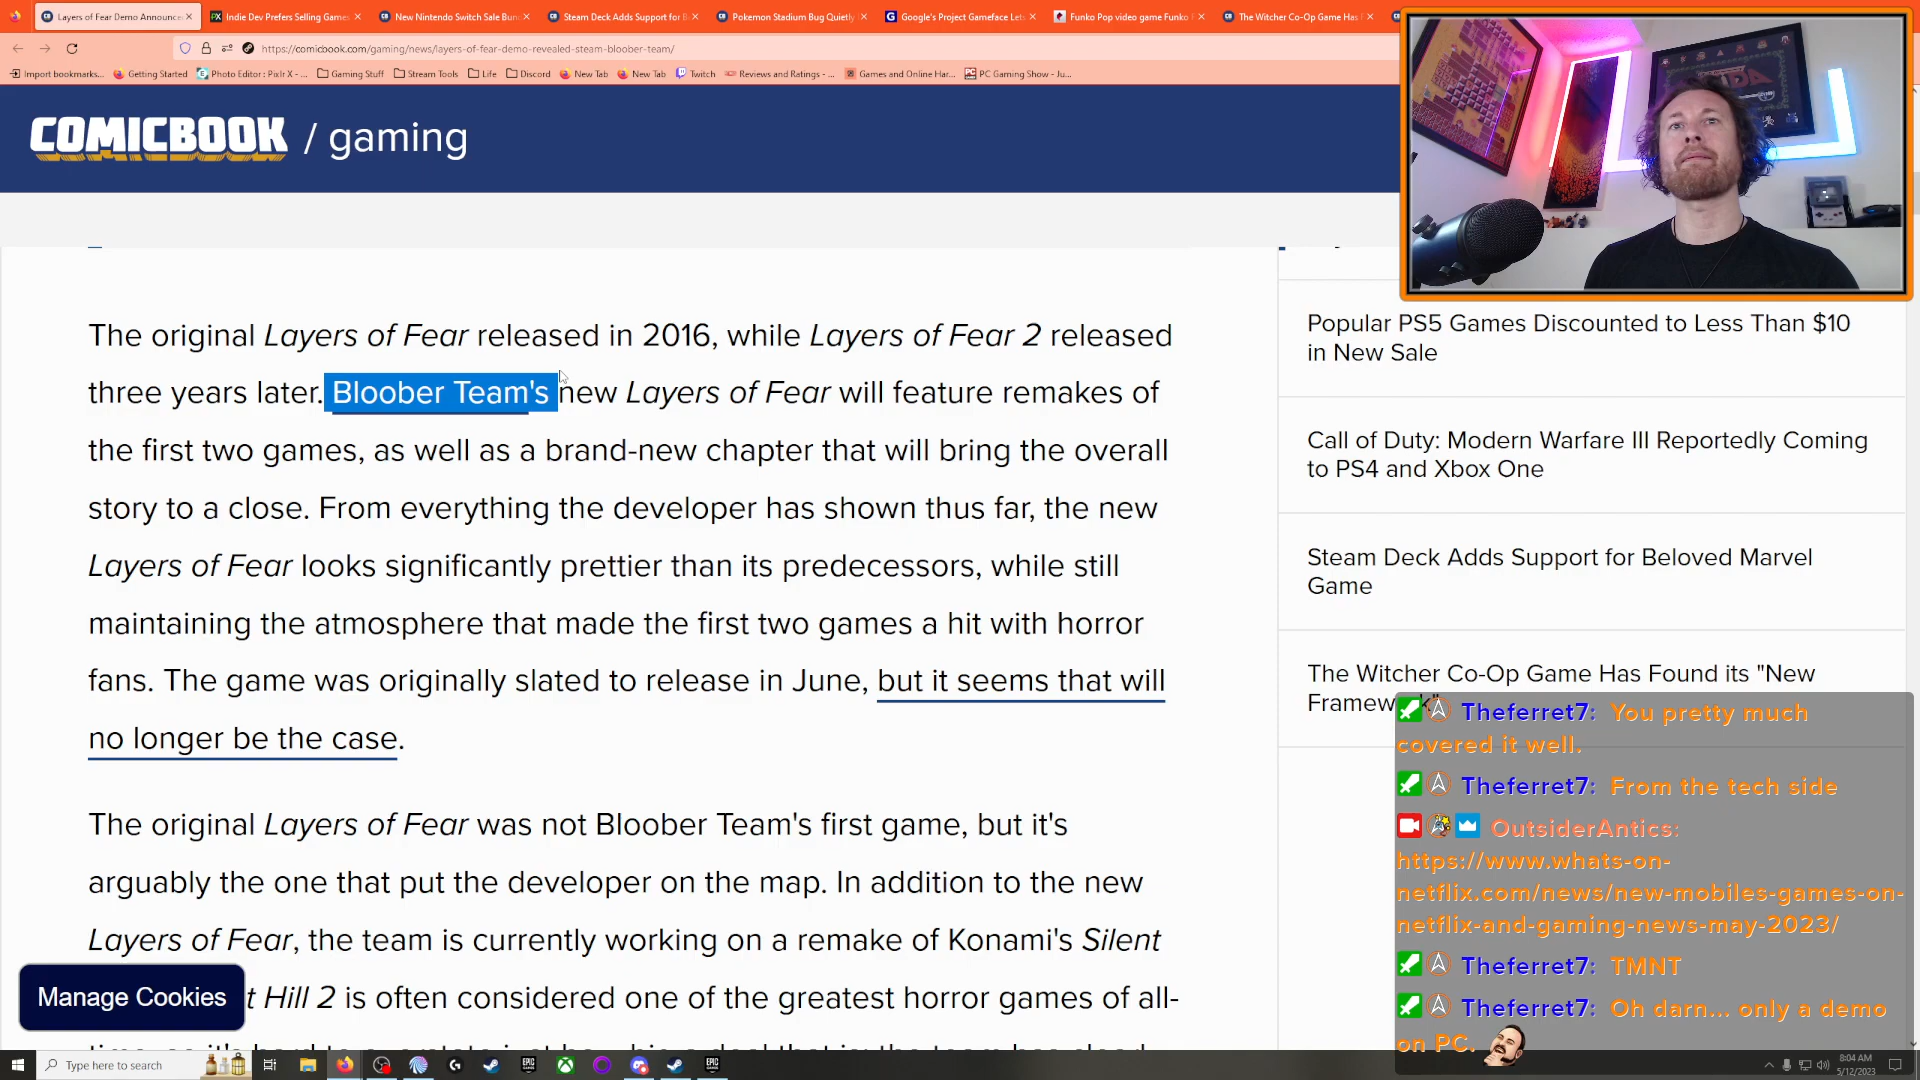 Layers of Fear Demo Announce
Indie Dev Prefers Selling Games
New Nintendo Switch Sale Bun
Steam Deck Adds Support for B
Pokemon Stadium Bug Quietly
Google's Project Gameface Lets
Funko Pop video game Funko F
The Witcher Co-Op Game Has F
https://comicbook.com/gaming/news/layers-of-fear-demo-revealed-steam-bloober-team/
Import bookmarks...
Getting Started
Photo Editor : Pixlr X - ...
Gaming Stuff
Stream Tools
Life
Discord
New Tab
New Tab
Twitch
Reviews and Ratings - ...
Games and Online Har...
PC Gaming Show - Ju...
COMICBOOK / gaming
The original Layers of Fear released in 2016, while Layers of Fear 2 released
three years later. Bloober Team's new Layers of Fear will feature remakes of
the first two games, as well as a brand-new chapter that will bring the overall
story to a close. From everything the developer has shown thus far, the new
Layers of Fear looks significantly prettier than its predecessors, while still
maintaining the atmosphere that made the first two games a hit with horror
fans. The game was originally slated to release in June, but it seems that will
no longer be the case.
The original Layers of Fear was not Bloober Team's first game, but it's
arguably the one that put the developer on the map. In addition to the new
Layers of Fear, the team is currently working on a remake of Konami's Silent
t Hill 2 is often considered one of the greatest horror games of all-
Manage Cookies
Popular PS5 Games Discounted to Less Than $10
in New Sale
Call of Duty: Modern Warfare III Reportedly Coming
to PS4 and Xbox One
Steam Deck Adds Support for Beloved Marvel
Game
The Witcher Co-Op Game Has Found its "New
Framework"
Theferret7: You pretty much
covered it well.
Theferret7: From the tech side
OutsiderAntics:
https://www.whats-on-
netflix.com/news/new-mobiles-games-on-
netflix-and-gaming-news-may-2023/
Theferret7: TMNT
Theferret7: Oh darn... only a demo
on PC.
Type here to search
8:04 AM
5/12/2023